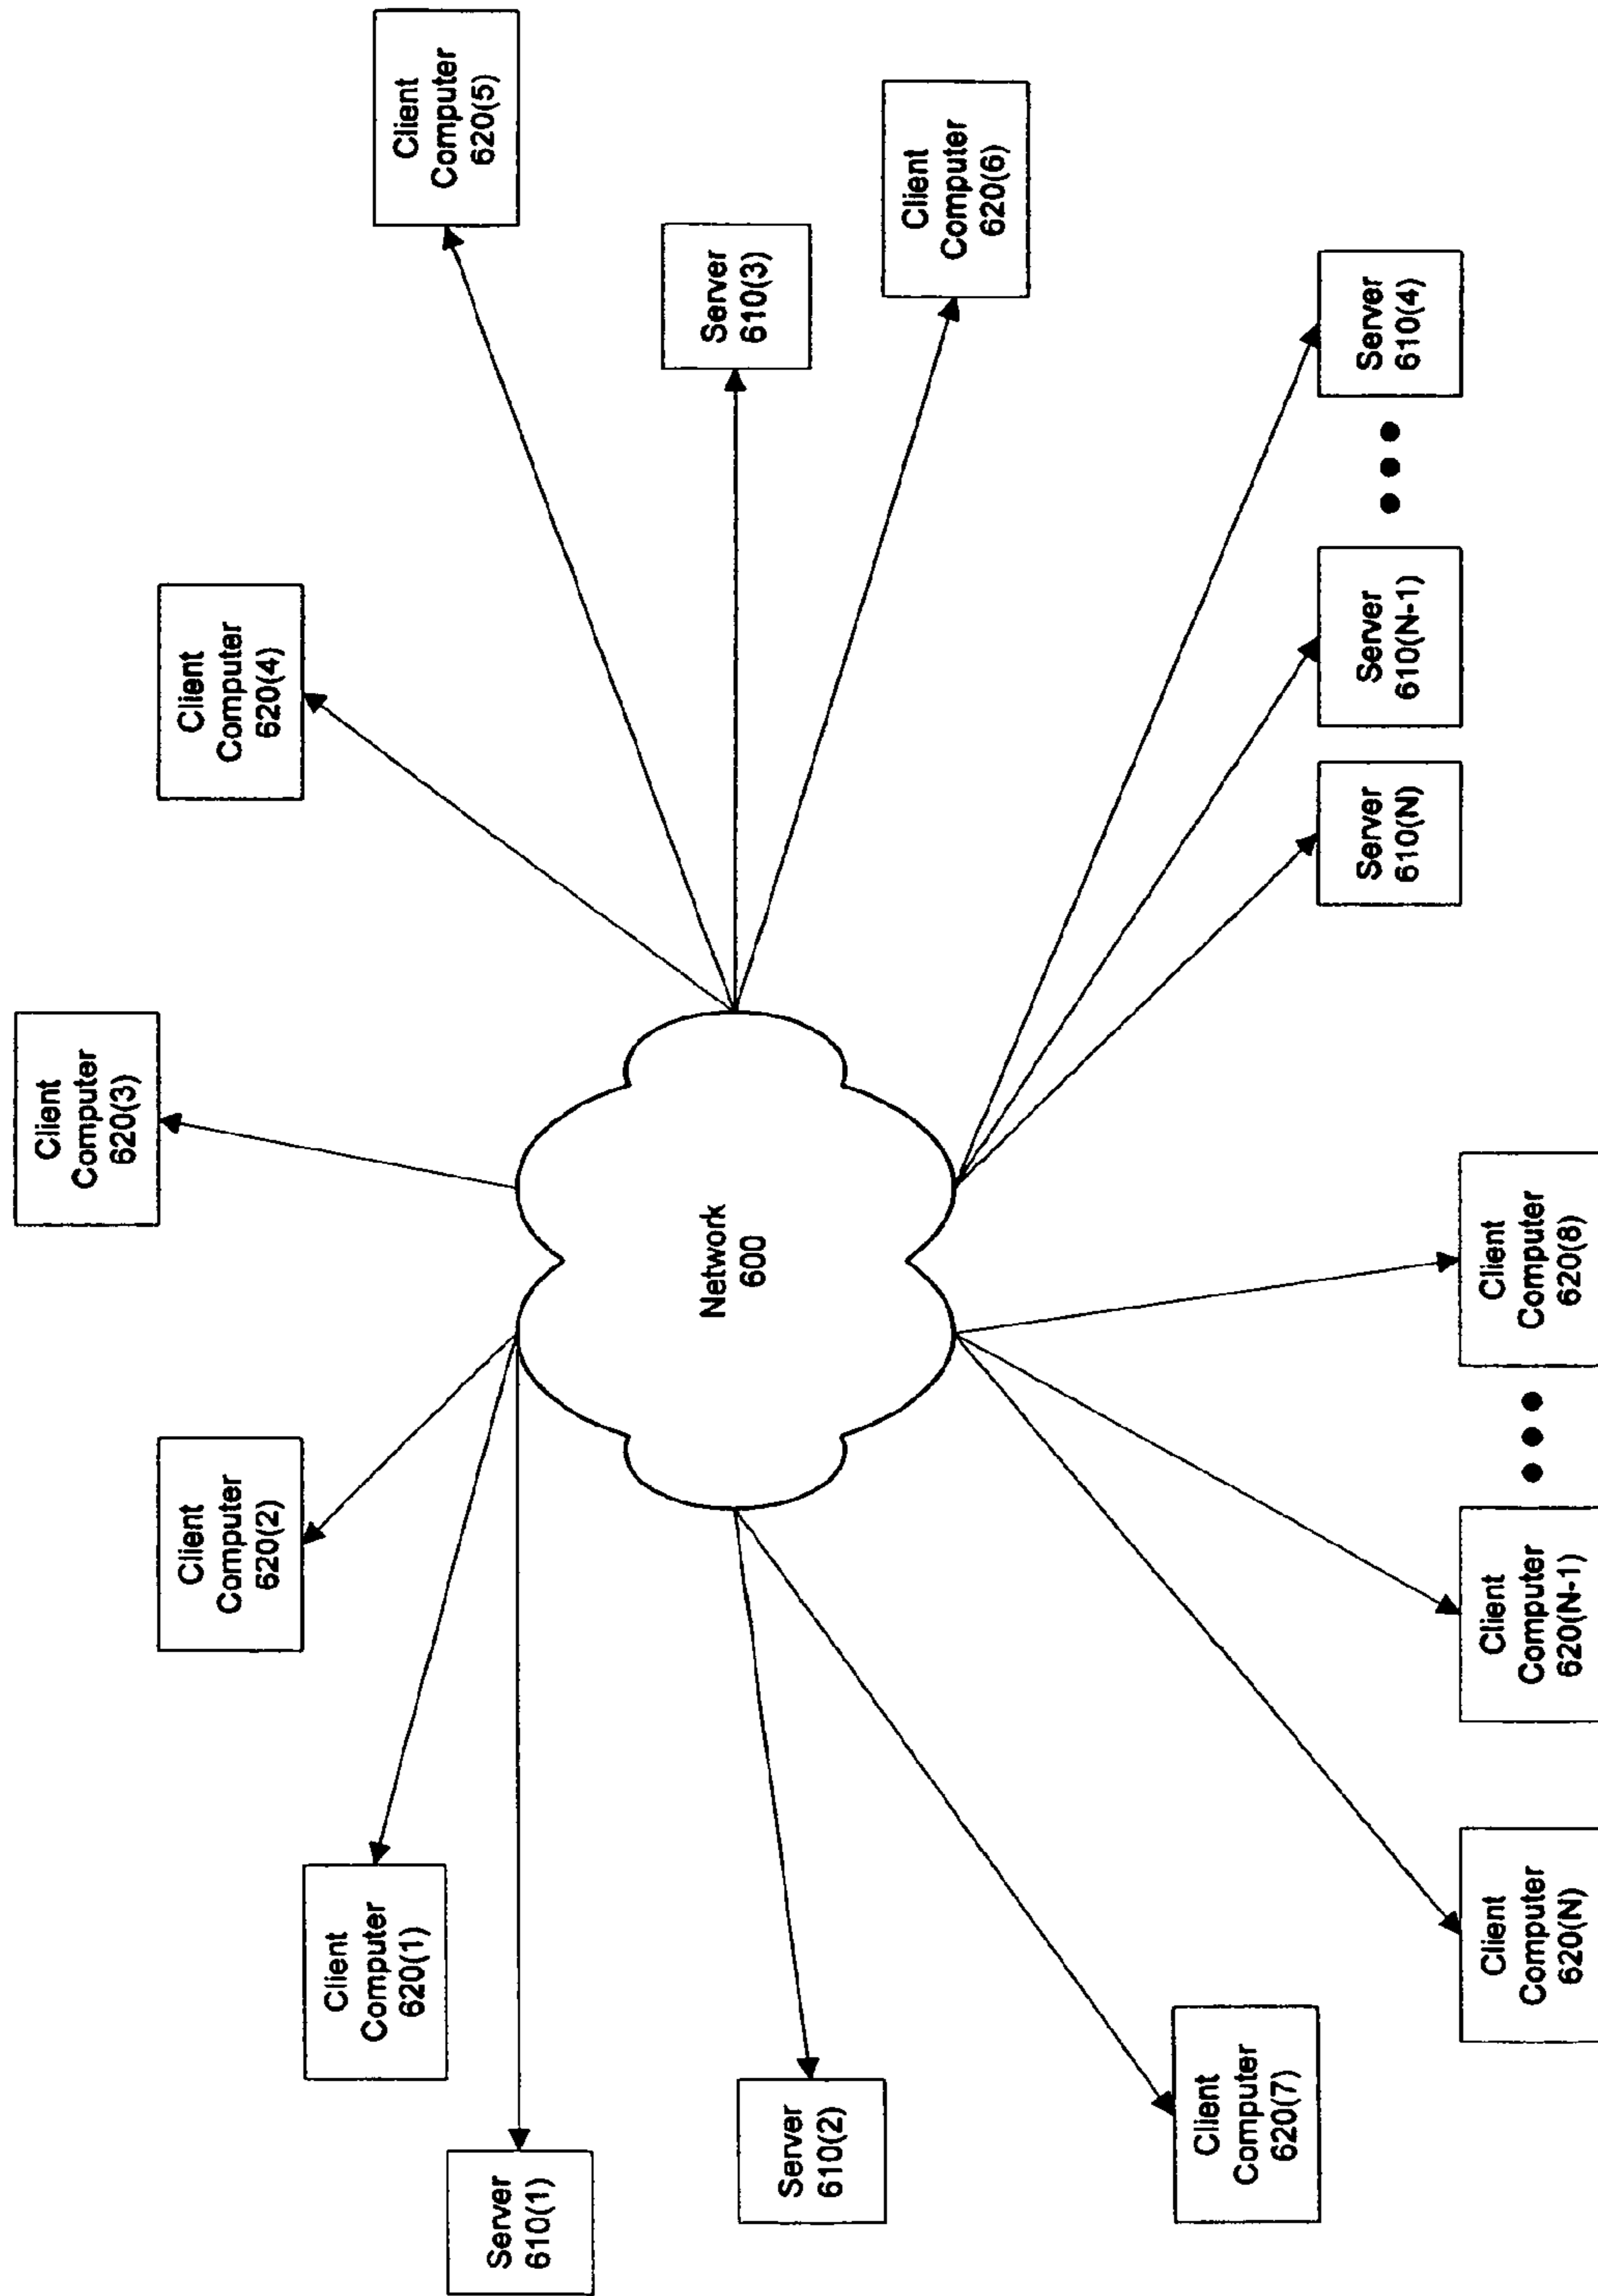 Client
Computer
620(3)
Client
Computer
620(2)
Client
Computer
620(4)
Client
Computer
620(1)
Client
Computer
620(5)
Server
610(1)
Network
600
Server
610(3)
Server
610(2)
Client
Computer
620(6)
Client
Computer
620(7)
Server
610(N)
Server
610(N-1)
Server
610(4)
Client
Computer
620(N)
Client
Computer
620(N-1)
Client
Computer
620(8)